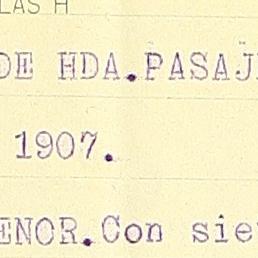 LAS H
DE HDA.PASAJ
1907.
ENOR.Con sie